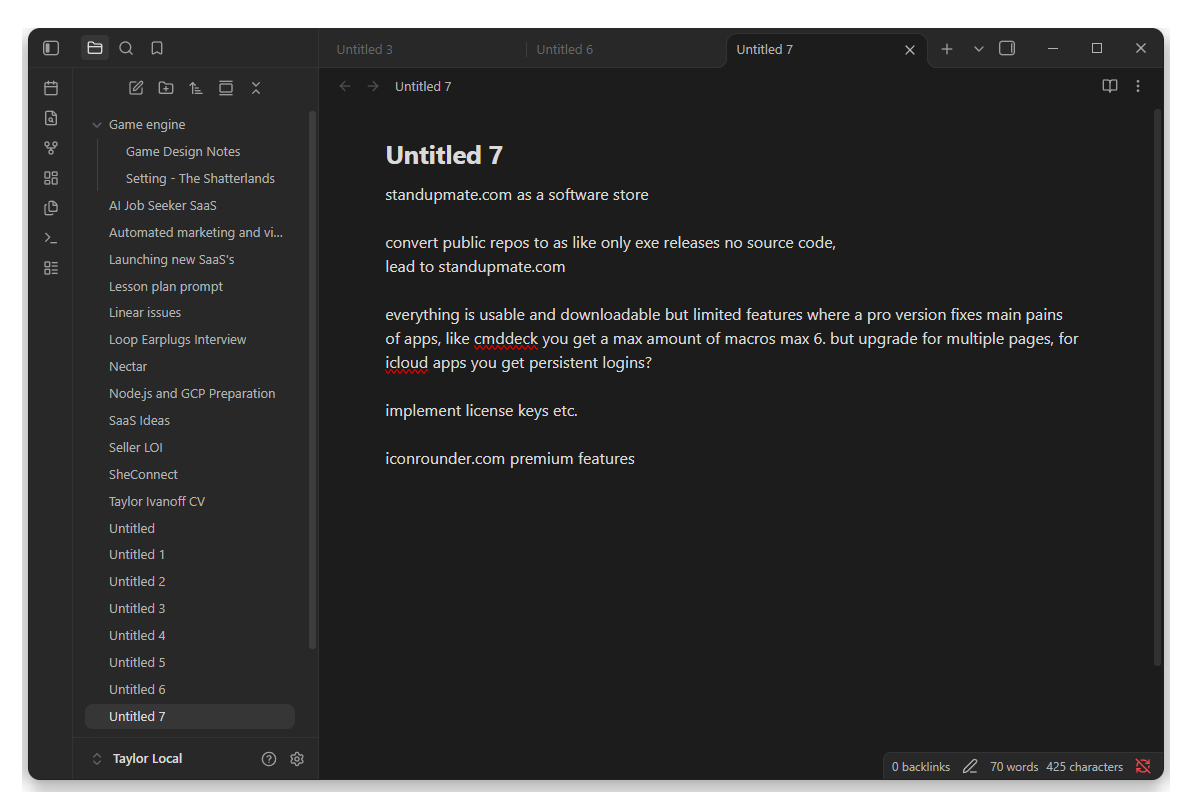 Untitled 3
Untitled 6
Untitled 7
Untitled 7
Game engine
Game Design Notes
Setting - The Shatterlands
AI Job Seeker SaaS
Automated marketing and vi...
Launching new SaaS's
Lesson plan prompt
Linear issues
Loop Earplugs Interview
Nectar
Node.js and GCP Preparation
SaaS Ideas
Seller LOI
SheConnect
Taylor Ivanoff CV
Untitled
Untitled 1
Untitled 2
Untitled 3
Untitled 4
Untitled 5
Untitled 6
Untitled 7
Taylor Local
Untitled 7
standupmate.com as a software store
convert public repos to as like only exe releases no source code,
lead to standupmate.com
everything is usable and downloadable but limited features where a pro version fixes main pains
of apps, like cmddeck you get a max amount of macros max 6. but upgrade for multiple pages, for
icloud apps you get persistent logins?
implement license keys etc.
iconrounder.com premium features
0 backlinks
70 words
425 characters